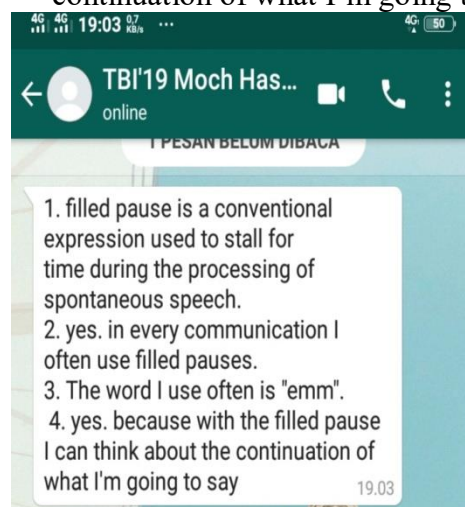 continuation of what I'm going t
4G 4G 19:03 0,7 KB/s ... 4G 50
TBI'19 Moch Has...
online
1 PESAN BELUM DIBACA
1. filled pause is a conventional
expression used to stall for
time during the processing of
spontaneous speech.
2. yes. in every communication I
often use filled pauses.
3. The word I use often is "emm".
4. yes. because with the filled pause
I can think about the continuation of
what I'm going to say
19.03